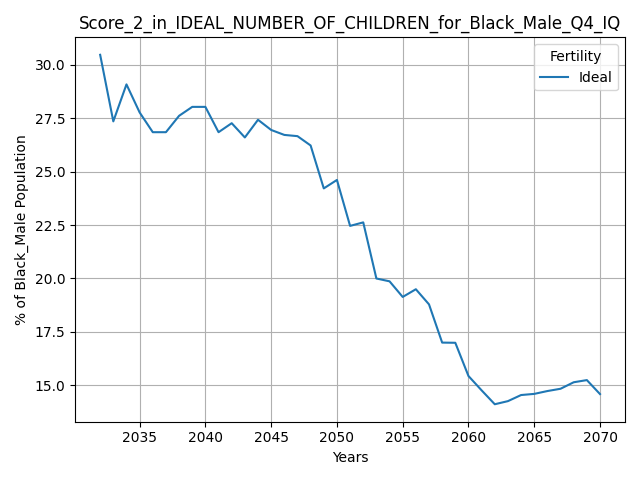 Score_2_in_IDEAL_NUMBER_OF_CHILDREN_for_Black_Male_Q4_IQ
Fertility
Ideal
% of Black_Male Population
30.0
27.5
25.0
22.5
20.0
17.5
15.0
2035 2040 2045 2050 2055 2060 2065 2070
Years